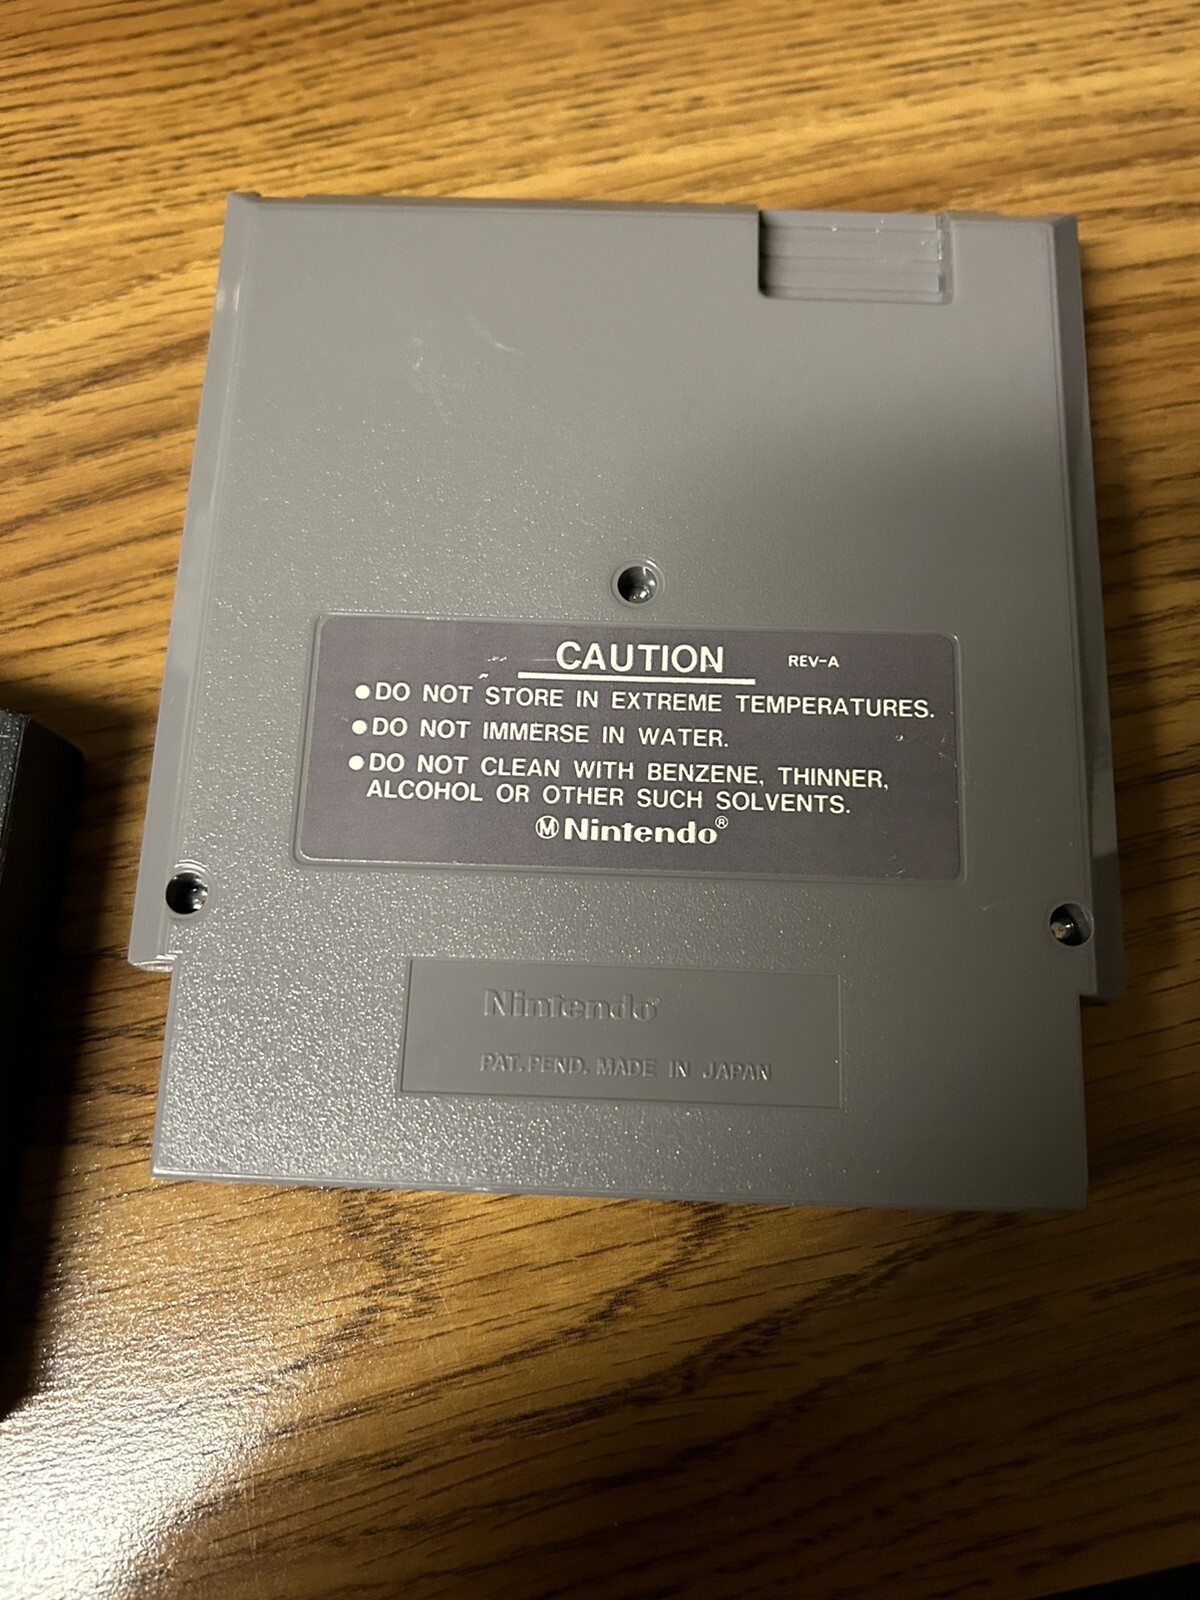 CAUTION REV-A
●DO NOT STORE IN EXTREME TEMPERATURES.
●DO NOT IMMERSE IN WATER.
●DO NOT CLEAN WITH BENZENE, THINNER,
ALCOHOL OR OTHER SUCH SOLVENTS.
Ⓜ Nintendo®
Nintendo®
PAT. PEND. MADE IN JAPAN